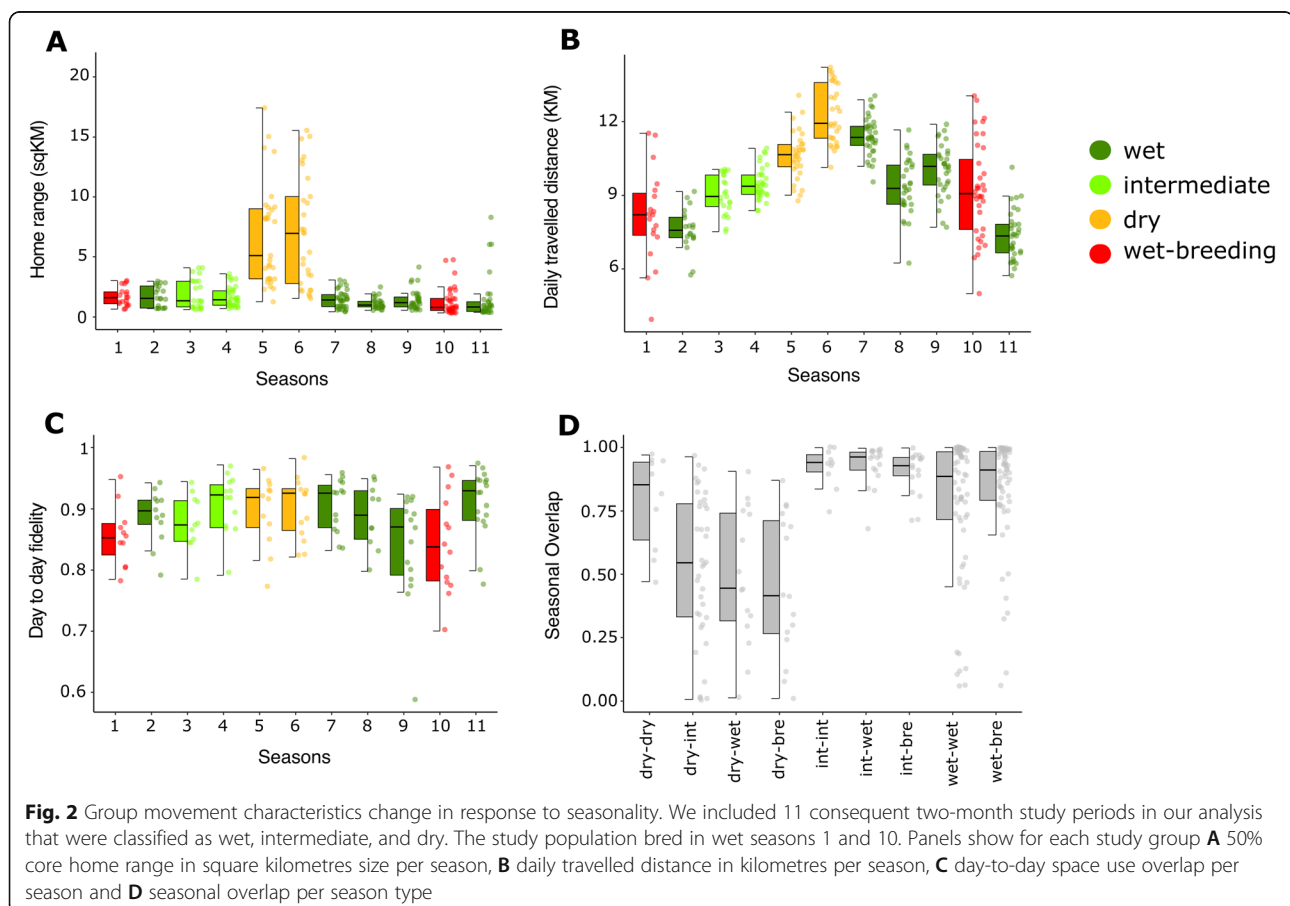 A
Home range (sqKM)
20
15
10
5
0
1 2 3 4 5 6 7 8 9 10 11
Seasons
B
Daily travelled distance (KM)
12
9
6
1 2 3 4 5 6 7 8 9 10 11
Seasons
wet
intermediate
dry
wet-breeding
C
Day to day fidelity
1
0.9
0.8
0.7
0.6
1 2 3 4 5 6 7 8 9 10 11
Seasons
D
Seasonal Overlap
1.00
0.75
0.50
0.25
0.00
dry-dry
dry-int
dry-wet
dry-bre
int-int
int-wet
int-bre
wet-wet
wet-bre
Fig. 2 Group movement characteristics change in response to seasonality. We included 11 consequent two-month study periods in our analysis
that were classified as wet, intermediate, and dry. The study population bred in wet seasons 1 and 10. Panels show for each study group A 50%
core home range in square kilometres size per season, B daily travelled distance in kilometres per season, C day-to-day space use overlap per
season and D seasonal overlap per season type